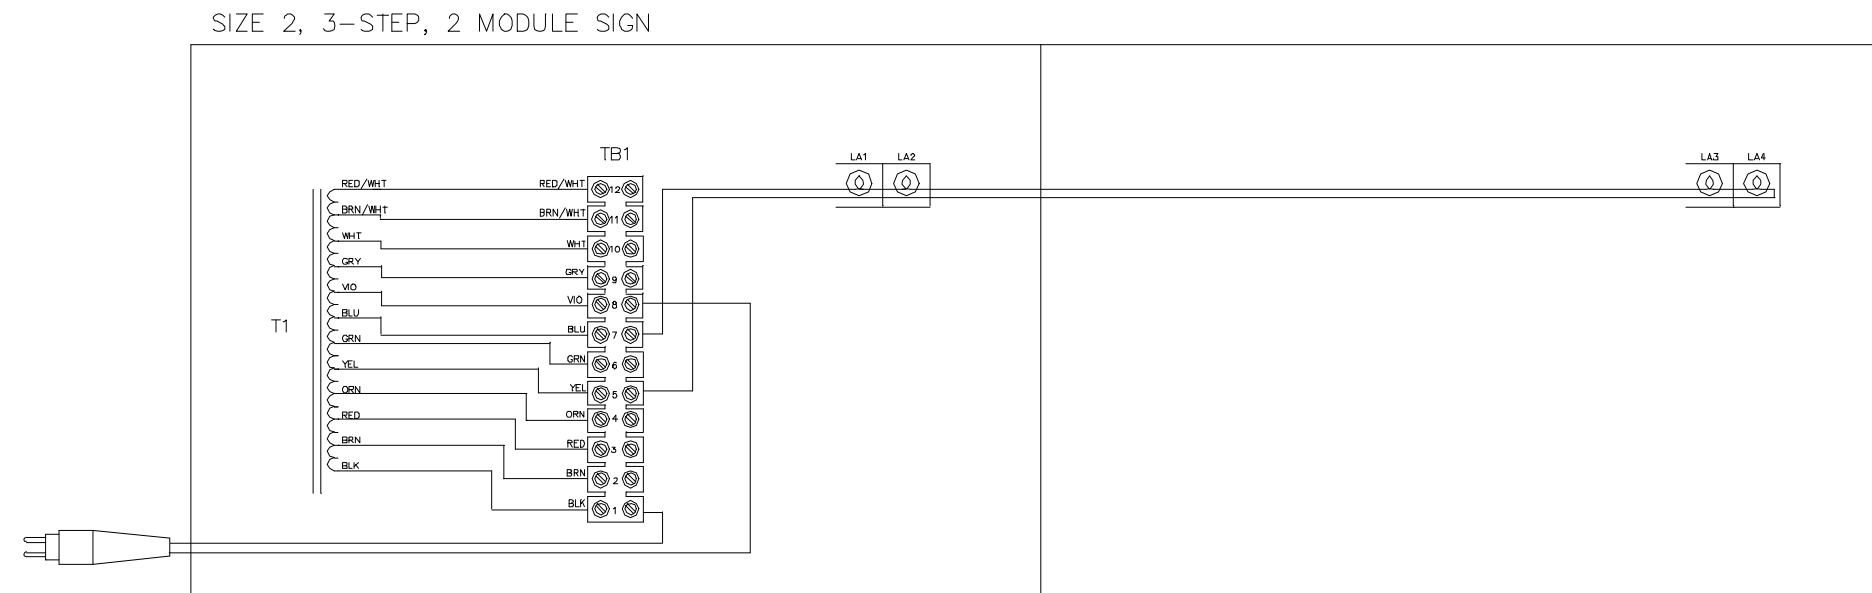 SIZE 2, 3-STEP, 2 MODULE SIGN
TB1
LA1 LA2 LA3 LA4
RED/WHT RED/WHT 12
BRN/WHT BRN/WHT 11
WHT WHT 10
GRY GRY 9
VIO VIO 8
BLU BLU 7
T1
GRN GRN 6
YEL YEL 5
ORN ORN 4
RED RED 3
BRN BRN 2
BLK BLK 1